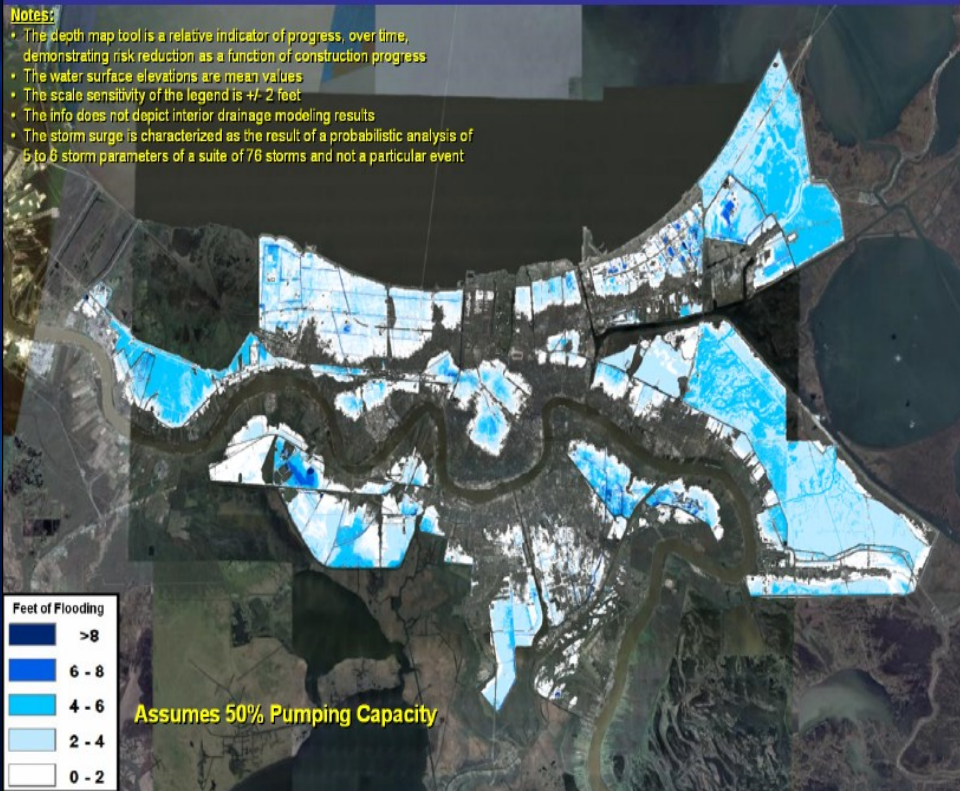 Notes:
• The depth map tool is a relative indicator of progress, over time,
demonstrating risk reduction as a function of construction progress
• The water surface elevations are mean values
• The scale sensitivity of the legend is +/- 2 feet
• The info does not depict interior drainage modeling results
• The storm surge is characterized as the result of a probabilistic analysis of
5 to 6 storm parameters of a suite of 76 storms and not a particular event
Feet of Flooding
>8
6 - 8
4 - 6
2 - 4
0 - 2
Assumes 50% Pumping Capacity